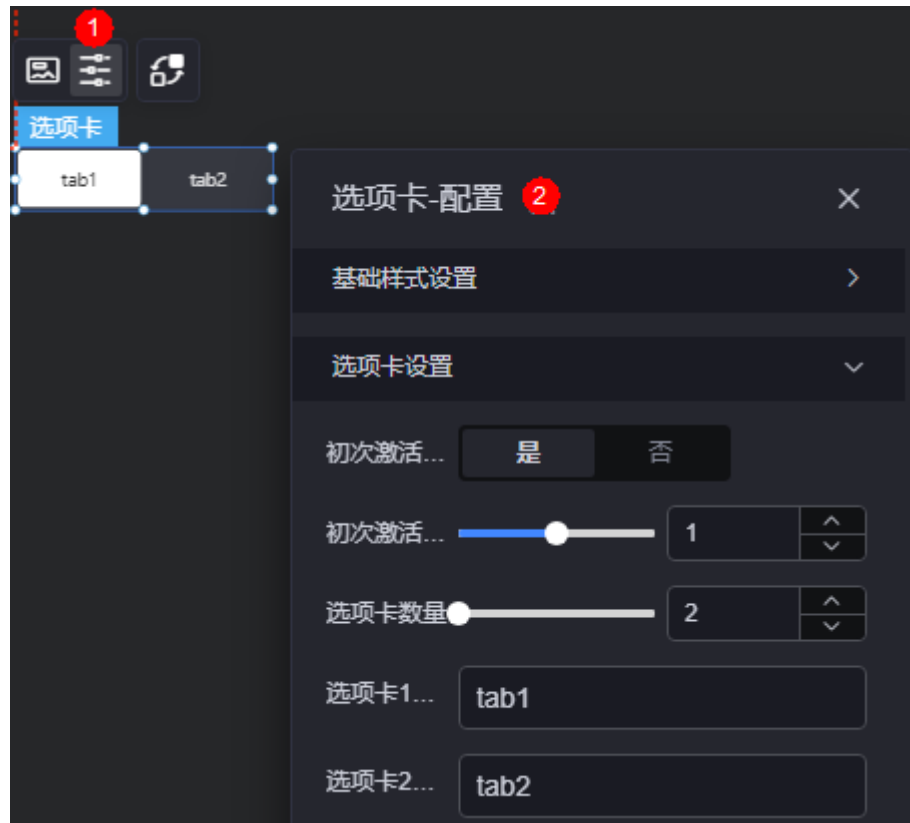 1
选项卡
tab1 tab2
选项卡-配置 2
基础样式设置
选项卡设置
初次激活... 是 否
初次激活... 1
选项卡数量 2
选项卡1... tab1
选项卡2... tab2